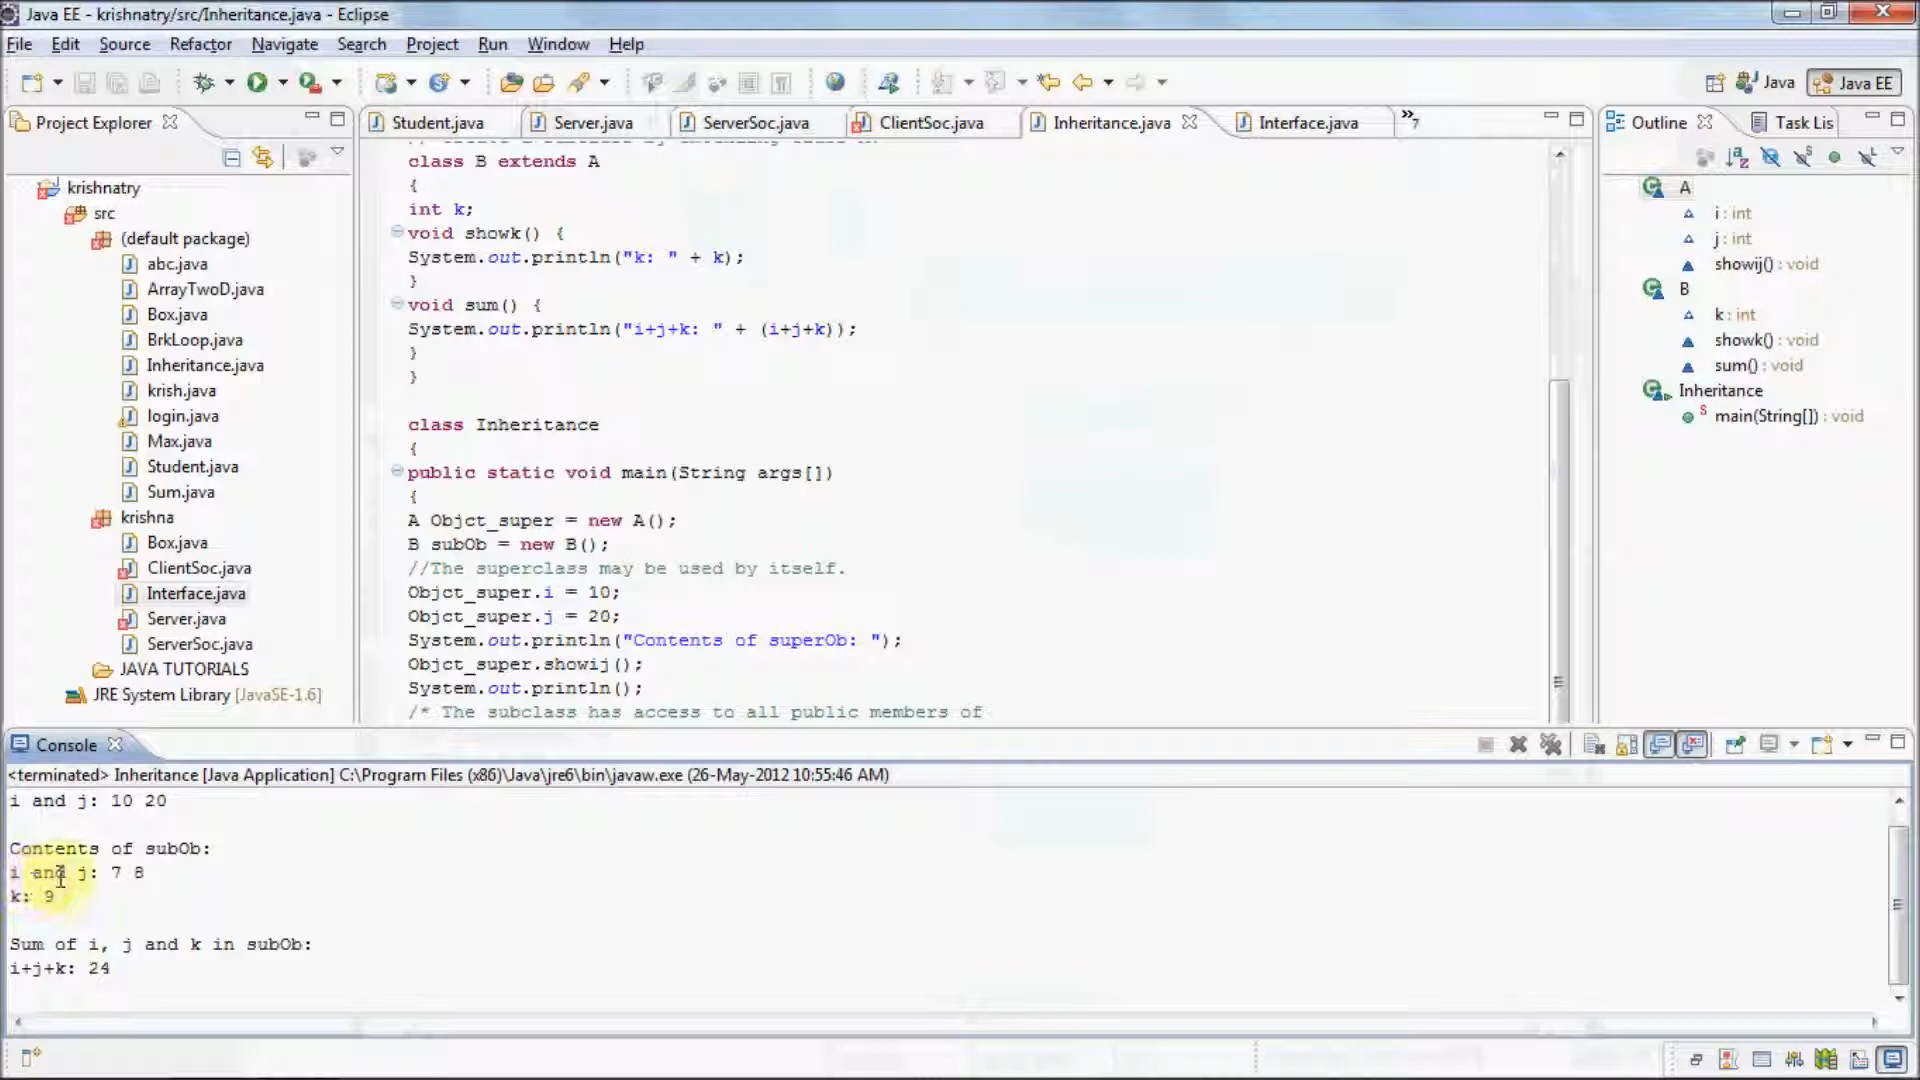 Java EE - krishnatry/src/Inheritance.java - Eclipse
File Edit Source Refactor Navigate Search Project Run Window Help
Java Java EE
Project Explorer
Student.java Server.java ServerSoc.java ClientSoc.java Inheritance.java Interface.java »7
Outline Task Lis
krishnatry
src
(default package)
abc.java
ArrayTwoD.java
Box.java
BrkLoop.java
Inheritance.java
krish.java
login.java
Max.java
Student.java
Sum.java
krishna
Box.java
ClientSoc.java
Interface.java
Server.java
ServerSoc.java
JAVA TUTORIALS
JRE System Library [JavaSE-1.6]
class B extends A
{
int k;
void showk() {
System.out.println("k: " + k);
}
void sum() {
System.out.println("i+j+k: " + (i+j+k));
}
}
class Inheritance
{
public static void main(String args[])
{
A Objct_super = new A();
B subOb = new B();
//The superclass may be used by itself.
Objct_super.i = 10;
Objct_super.j = 20;
System.out.println("Contents of superOb: ");
Objct_super.showij();
System.out.println();
/* The subclass has access to all public members of
A
i : int
j : int
showij() : void
B
k : int
showk() : void
sum() : void
Inheritance
main(String[]) : void
Console
<terminated> Inheritance [Java Application] C:\Program Files (x86)\Java\jre6\bin\javaw.exe (26-May-2012 10:55:46 AM)
i and j: 10 20
Contents of subOb:
i and j: 7 8
k: 9
Sum of i, j and k in subOb:
i+j+k: 24